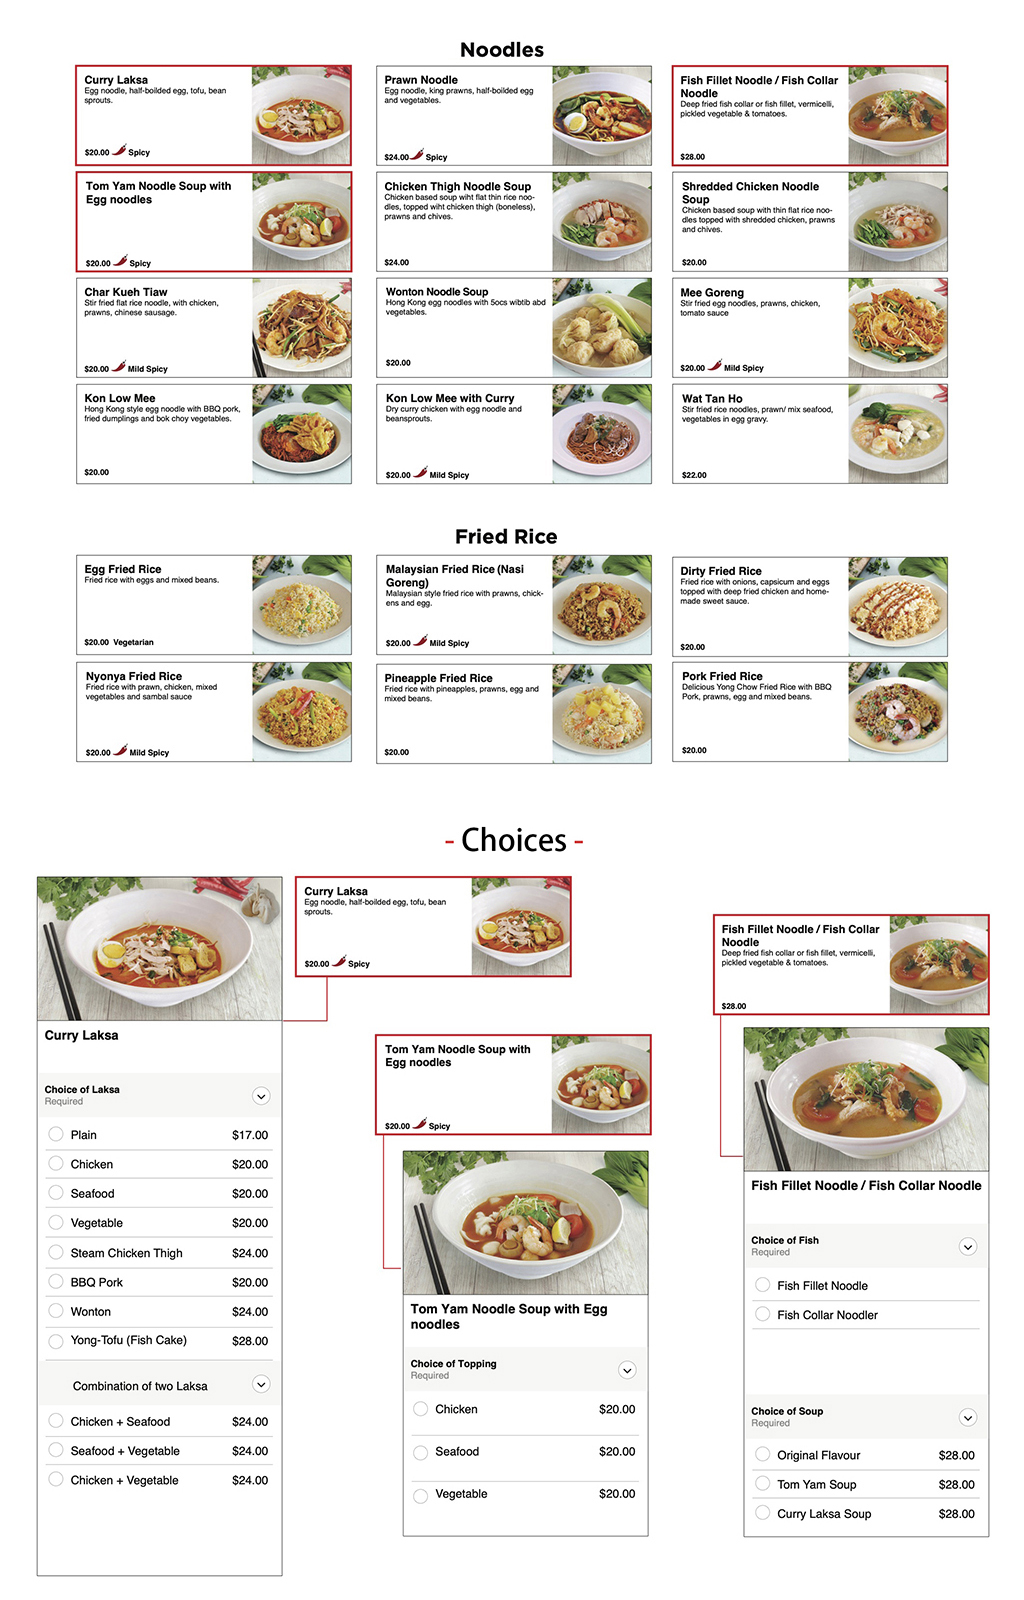 Noodles
Curry Laksa
Egg noodle, half-boilded egg, tofu, bean
sprouts.
$20.00 Spicy
Prawn Noodle
Egg noodle, king prawns, half-boilded egg
and vegetables.
$24.00 Spicy
Fish Fillet Noodle / Fish Collar
Noodle
Deep fried fish collar or fish fillet, vermicelli,
pickled vegetable & tomatoes.
$28.00
Tom Yam Noodle Soup with
Egg noodles
$20.00 Spicy
Chicken Thigh Noodle Soup
Chicken based soup wiht flat thin rice noo-
dles, topped wiht chicken thigh (boneless),
prawns and chives.
$24.00
Shredded Chicken Noodle
Soup
Chicken based soup with thin flat rice noo-
dles topped with shredded chicken, prawns
and chives.
$20.00
Char Kueh Tiaw
Stir fried flat rice noodle, with chicken,
prawns, chinese sausage.
$20.00 Mild Spicy
Wonton Noodle Soup
Hong Kong egg noodles with 5ocs wibtib abd
vegetables.
$20.00
Mee Goreng
Stir fried egg noodles, prawns, chicken,
tomato sauce
$20.00 Mild Spicy
Kon Low Mee
Hong Kong style egg noodle with BBQ pork,
fried dumplings and bok choy vegetables.
$20.00
Kon Low Mee with Curry
Dry curry chicken with egg noodle and
beansprouts.
$20.00 Mild Spicy
Wat Tan Ho
Stir fried rice noodles, prawn/ mix seafood,
vegetables in egg gravy.
$22.00
Fried Rice
Egg Fried Rice
Fried rice with eggs and mixed beans.
$20.00 Vegetarian
Malaysian Fried Rice (Nasi
Goreng)
Malaysian style fried rice with prawns, chick-
ens and egg.
$20.00 Mild Spicy
Dirty Fried Rice
Fried rice with onions, capsicum and eggs
topped with deep fried chicken and home-
made sweet sauce.
$20.00
Nyonya Fried Rice
Fried rice with prawn, chicken, mixed
vegetables and sambal sauce
$20.00 Mild Spicy
Pineapple Fried Rice
Fried rice with pineapples, prawns, egg and
mixed beans.
$20.00
Pork Fried Rice
Delicious Yong Chow Fried Rice with BBQ
Pork, prawns, egg and mixed beans.
$20.00
- Choices -
Curry Laksa
Egg noodle, half-boilded egg, tofu, bean
sprouts.
$20.00 Spicy
Curry Laksa
Choice of Laksa
Required
Plain $17.00
Chicken $20.00
Seafood $20.00
Vegetable $20.00
Steam Chicken Thigh $24.00
BBQ Pork $20.00
Wonton $24.00
Yong-Tofu (Fish Cake) $28.00
Combination of two Laksa
Chicken + Seafood $24.00
Seafood + Vegetable $24.00
Chicken + Vegetable $24.00
Tom Yam Noodle Soup with
Egg noodles
$20.00 Spicy
Tom Yam Noodle Soup with Egg
noodles
Choice of Topping
Required
Chicken $20.00
Seafood $20.00
Vegetable $20.00
Fish Fillet Noodle / Fish Collar
Noodle
Deep fried fish collar or fish fillet, vermicelli,
pickled vegetable & tomatoes.
$28.00
Fish Fillet Noodle / Fish Collar Noodle
Choice of Fish
Required
Fish Fillet Noodle
Fish Collar Noodler
Choice of Soup
Required
Original Flavour $28.00
Tom Yam Soup $28.00
Curry Laksa Soup $28.00